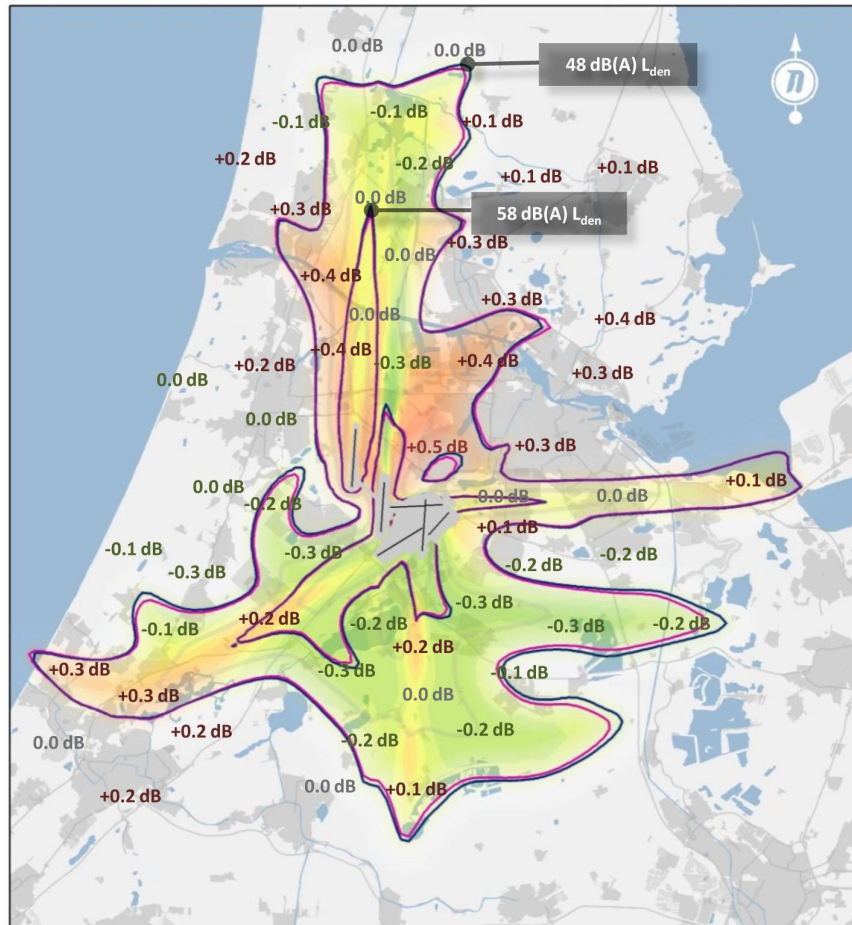 0.0 dB
0.0 dB
48 dB(A) Lden
n
-0.1 dB
-0.1 dB
+0.1 dB
-0.2 dB
+0.2 dB
+0.1 dB
+0.1 dB
0.0 dB
+0.3 dB
58 dB(A) Lden
+0.3 dB
0.0 dB
+0.4 dB
+0.3 dB
0.0 dB
+0.4 dB
+0.4 dB
-0.3 dB
+0.4 dB
+0.2 dB
0.0 dB
+0.3 dB
0.0 dB
+0.5 dB
+0.3 dB
0.0 dB
-0.2 dB
0.0 dB
0.0 dB
+0.1 dB
+0.1 dB
-0.1 dB
-0.3 dB
-0.2 dB
-0.2 dB
-0.3 dB
-0.3 dB
+0.2 dB
-0.1 dB
-0.2 dB
-0.3 dB
-0.2 dB
+0.2 dB
+0.3 dB
-0.3 dB
-0.1 dB
+0.3 dB
0.0 dB
+0.2 dB
-0.2 dB
0.0 dB
-0.2 dB
0.0 dB
+0.1 dB
+0.2 dB